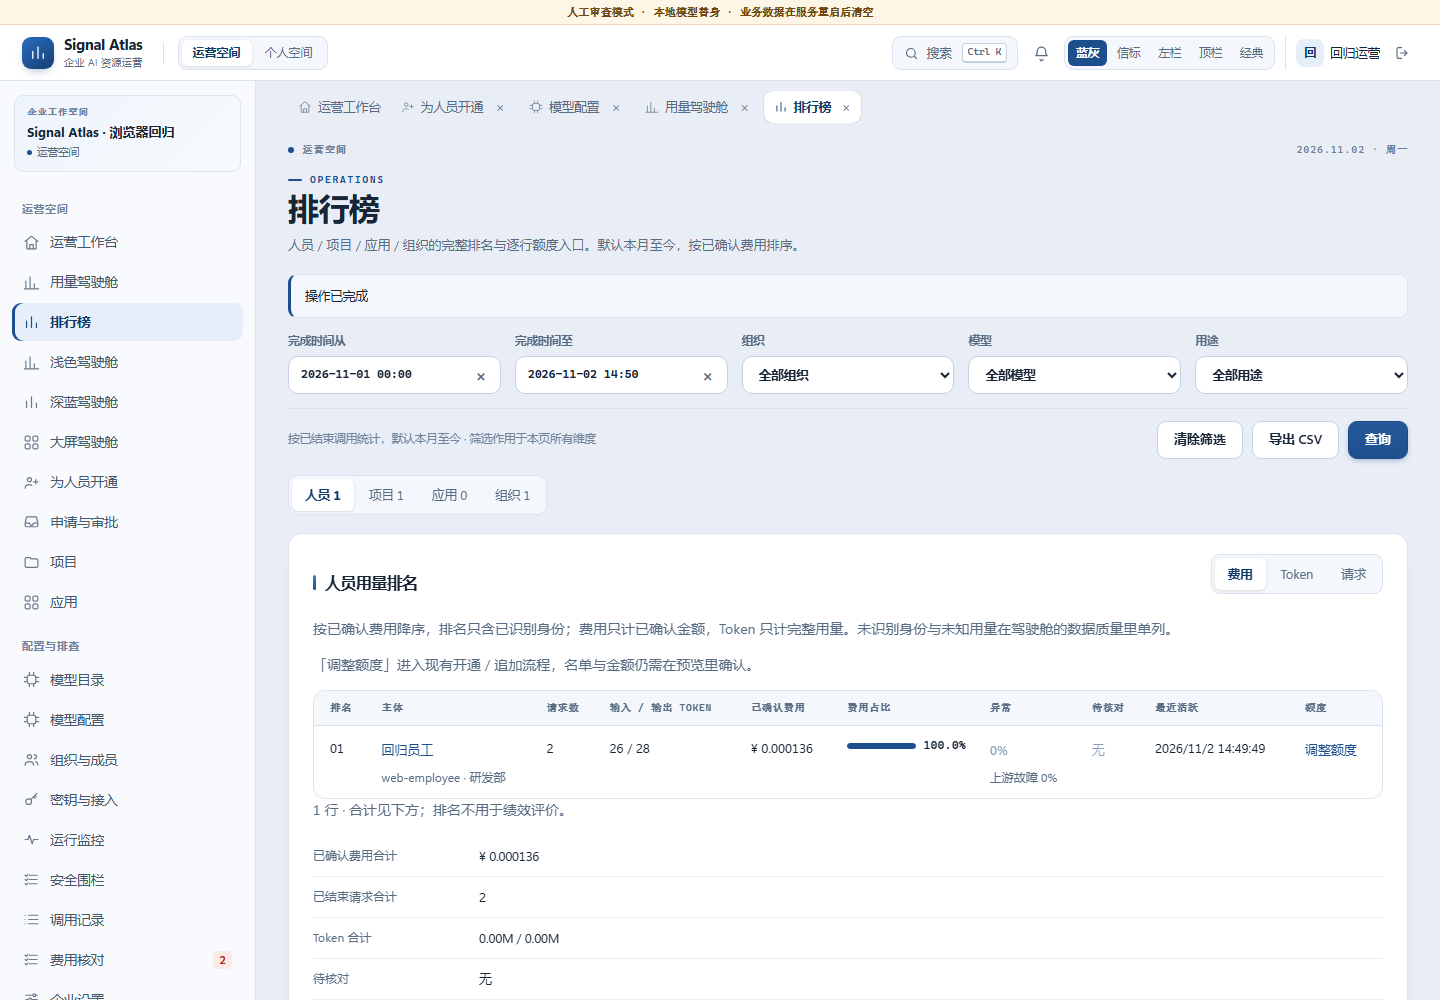 人工审查模式 · 本地模型替身 · 业务数据在服务重启后清空
Signal Atlas
企业 AI 资源运营
运营空间
个人空间
搜索
Ctrl K
蓝灰
信标
左栏
顶栏
经典
回
回归运营
企业工作空间
Signal Atlas · 浏览器回归
运营空间
运营空间
运营工作台
用量驾驶舱
排行榜
浅色驾驶舱
深蓝驾驶舱
大屏驾驶舱
为人员开通
申请与审批
项目
应用
配置与排查
模型目录
模型配置
组织与成员
密钥与接入
运行监控
安全围栏
调用记录
费用核对
2
企业设置
运营工作台
为人员开通 ×
模型配置 ×
用量驾驶舱 ×
排行榜 ×
运营空间
2026.11.02 · 周一
OPERATIONS
排行榜
人员 / 项目 / 应用 / 组织的完整排名与逐行额度入口。默认本月至今，按已确认费用排序。
操作已完成
完成时间从
完成时间至
组织
模型
用途
2026-11-01 00:00 ×
2026-11-02 14:50 ×
全部组织
全部模型
全部用途
按已结束调用统计，默认本月至今 · 筛选作用于本页所有维度
清除筛选
导出 CSV
查询
人员 1
项目 1
应用 0
组织 1
人员用量排名
费用
Token
请求
按已确认费用降序，排名只含已识别身份；费用只计已确认金额，Token 只计完整用量。未识别身份与未知用量在驾驶舱的数据质量里单列。
「调整额度」进入现有开通 / 追加流程，名单与金额仍需在预览里确认。
排名 主体 请求数 输入 / 输出 TOKEN 已确认费用 费用占比 异常 待核对 最近活跃 额度
01 回归员工 2 26 / 28 ¥ 0.000136 100.0% 0% 无 2026/11/2 14:49:49 调整额度
web-employee · 研发部
上游故障 0%
1 行 · 合计见下方；排名不用于绩效评价。
已确认费用合计 ¥ 0.000136
已结束请求合计 2
Token 合计 0.00M / 0.00M
待核对 无